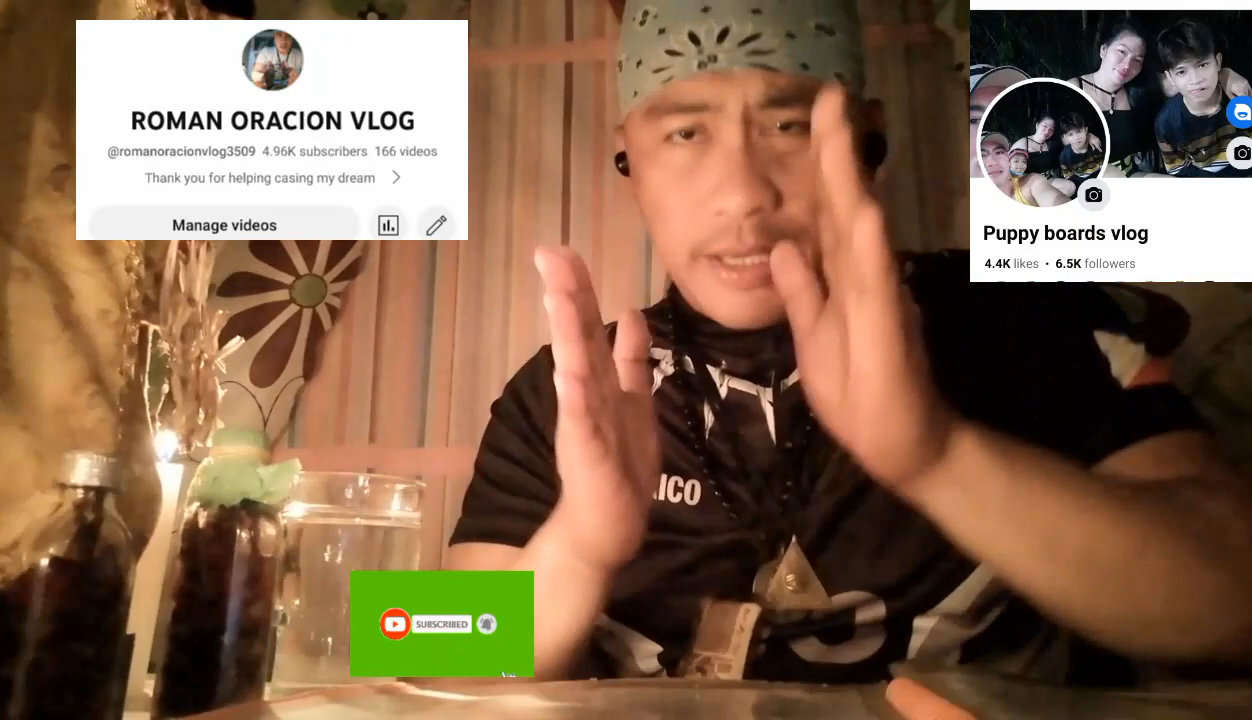 ROMAN ORACION VLOG
@romanoracionvlog3509 4.96K subscribers 166 videos
Thank you for helping casing my dream
Manage videos
Puppy boards vlog
4.4K likes • 6.5K followers
SUBSCRIBED